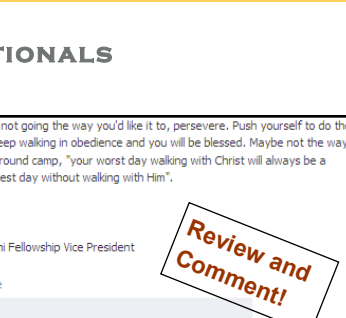 TIONALS
not going the way you'd like it to, persevere. Push yourself to do th
eep walking in obedience and you will be blessed. Maybe not the way
round camp, "your worst day walking with Christ will always be a
est day without walking with Him".
ni Fellowship Vice President
Review and
Comment!